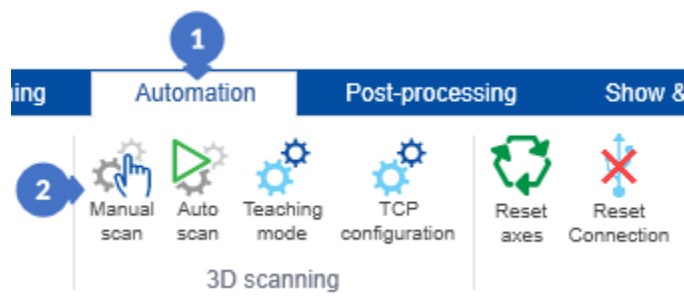 1
ing Automation Post-processing Show &
2
Manual scan Auto scan Teaching mode TCP configuration Reset axes Reset Connection
3D scanning